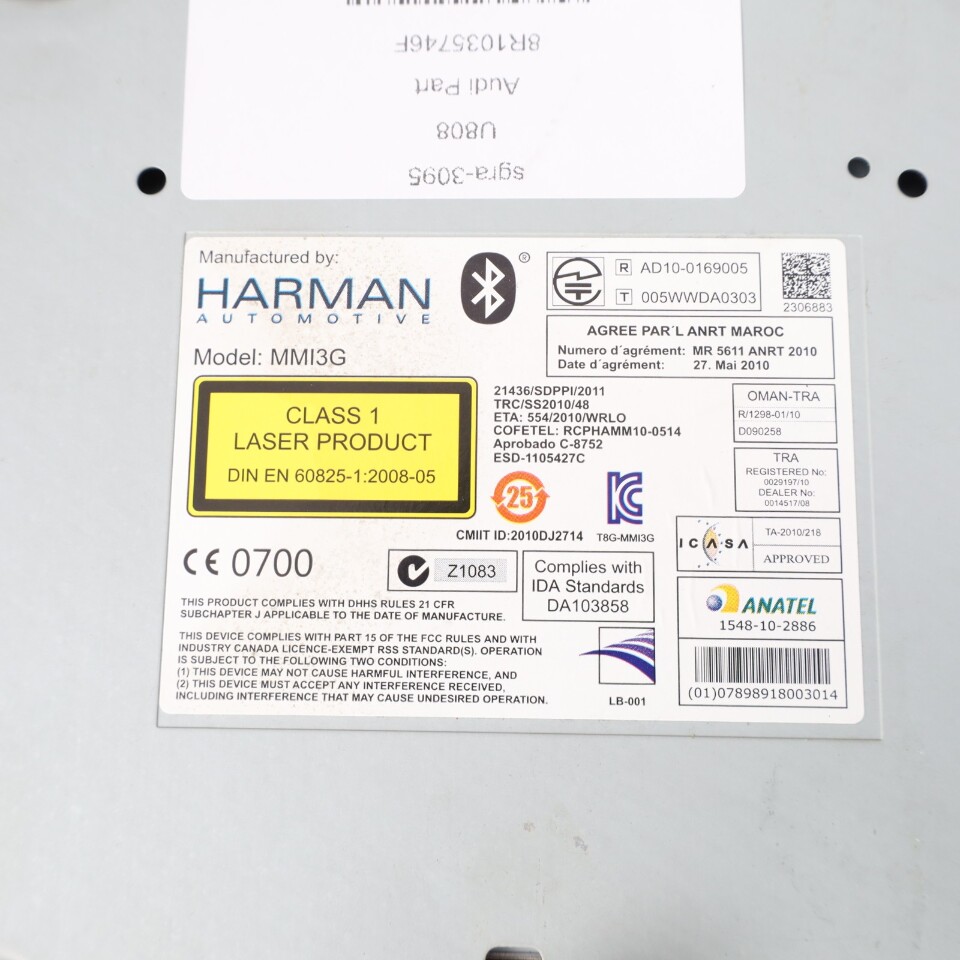 8R1035746F
Audi Part
U808
sgra-3095
Manufactured by:
HARMAN
AUTOMOTIVE
Model: MMI3G
®
R AD10-0169005
T 005WWDA0303
2306883
AGREE PAR´L ANRT MAROC
Numero d´agrément: MR 5611 ANRT 2010
Date d´agrément: 27. Mai 2010
CLASS 1
LASER PRODUCT
DIN EN 60825-1:2008-05
21436/SDPPI/2011
TRC/SS2010/48
ETA: 554/2010/WRLO
COFETEL: RCPHAMM10-0514
Aprobado C-8752
ESD-1105427C
OMAN-TRA
R/1298-01/10
D090258
TRA
REGISTERED No:
0029197/10
DEALER No:
0014517/08
25
CMIIT ID:2010DJ2714
T8G-MMI3G
ICASA
TA-2010/218
APPROVED
CE 0700
Z1083
Complies with
IDA Standards
DA103858
ANATEL
1548-10-2886
(01)07898918003014
THIS PRODUCT COMPLIES WITH DHHS RULES 21 CFR
SUBCHAPTER J APPLICABLE TO THE DATE OF MANUFACTURE.
THIS DEVICE COMPLIES WITH PART 15 OF THE FCC RULES AND WITH
INDUSTRY CANADA LICENCE-EXEMPT RSS STANDARD(S). OPERATION
IS SUBJECT TO THE FOLLOWING TWO CONDITIONS:
(1) THIS DEVICE MAY NOT CAUSE HARMFUL INTERFERENCE, AND
(2) THIS DEVICE MUST ACCEPT ANY INTERFERENCE RECEIVED,
INCLUDING INTERFERENCE THAT MAY CAUSE UNDESIRED OPERATION.
LB-001